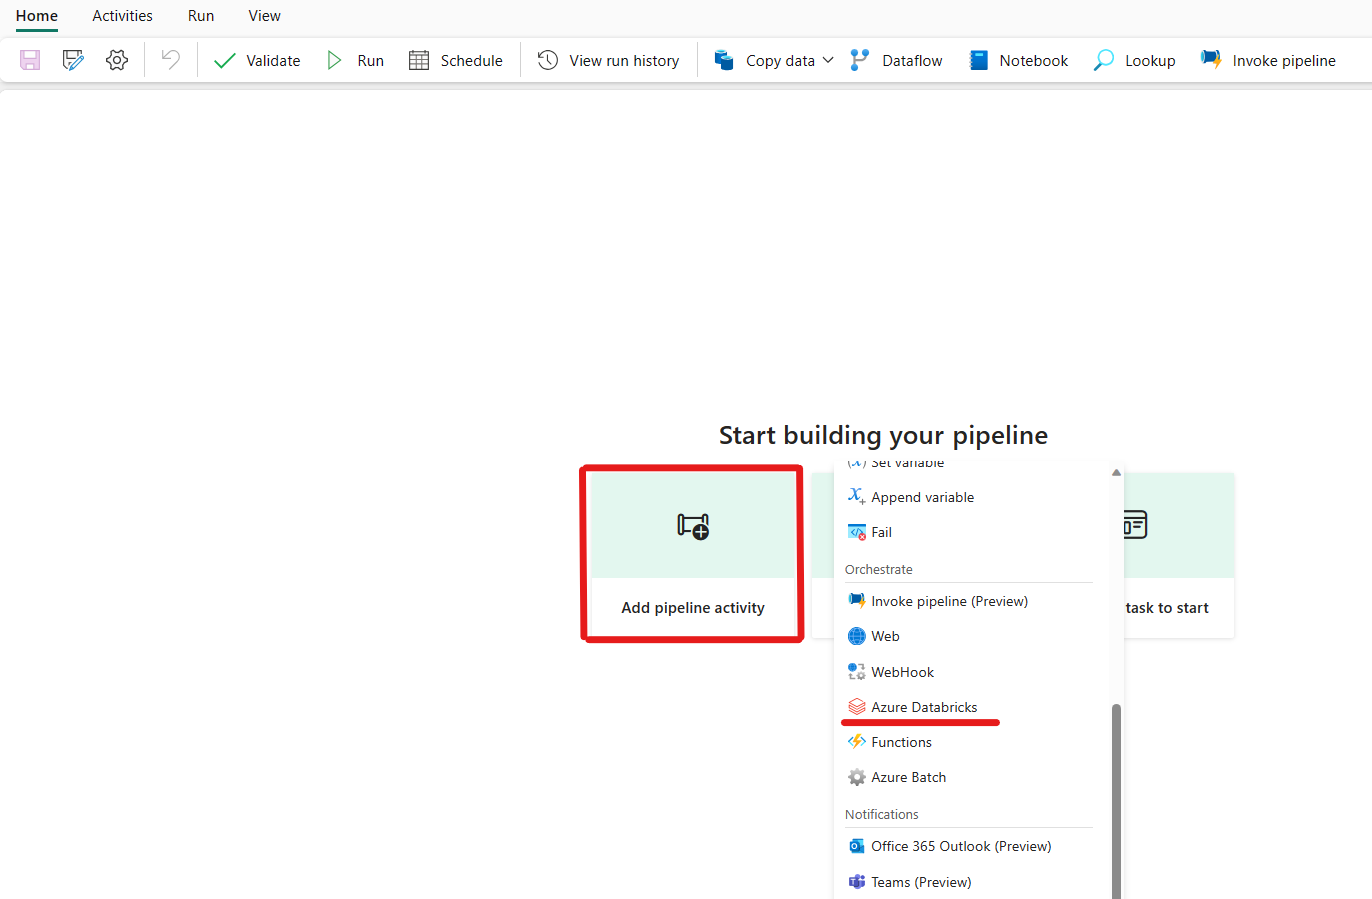 Home Activities Run View
Validate Run Schedule View run history Copy data Dataflow Notebook Lookup Invoke pipeline
Start building your pipeline
Set variable
Append variable
Fail
Orchestrate
Invoke pipeline (Preview)
Add pipeline activity
task to start
Web
WebHook
Azure Databricks
Functions
Azure Batch
Notifications
Office 365 Outlook (Preview)
Teams (Preview)